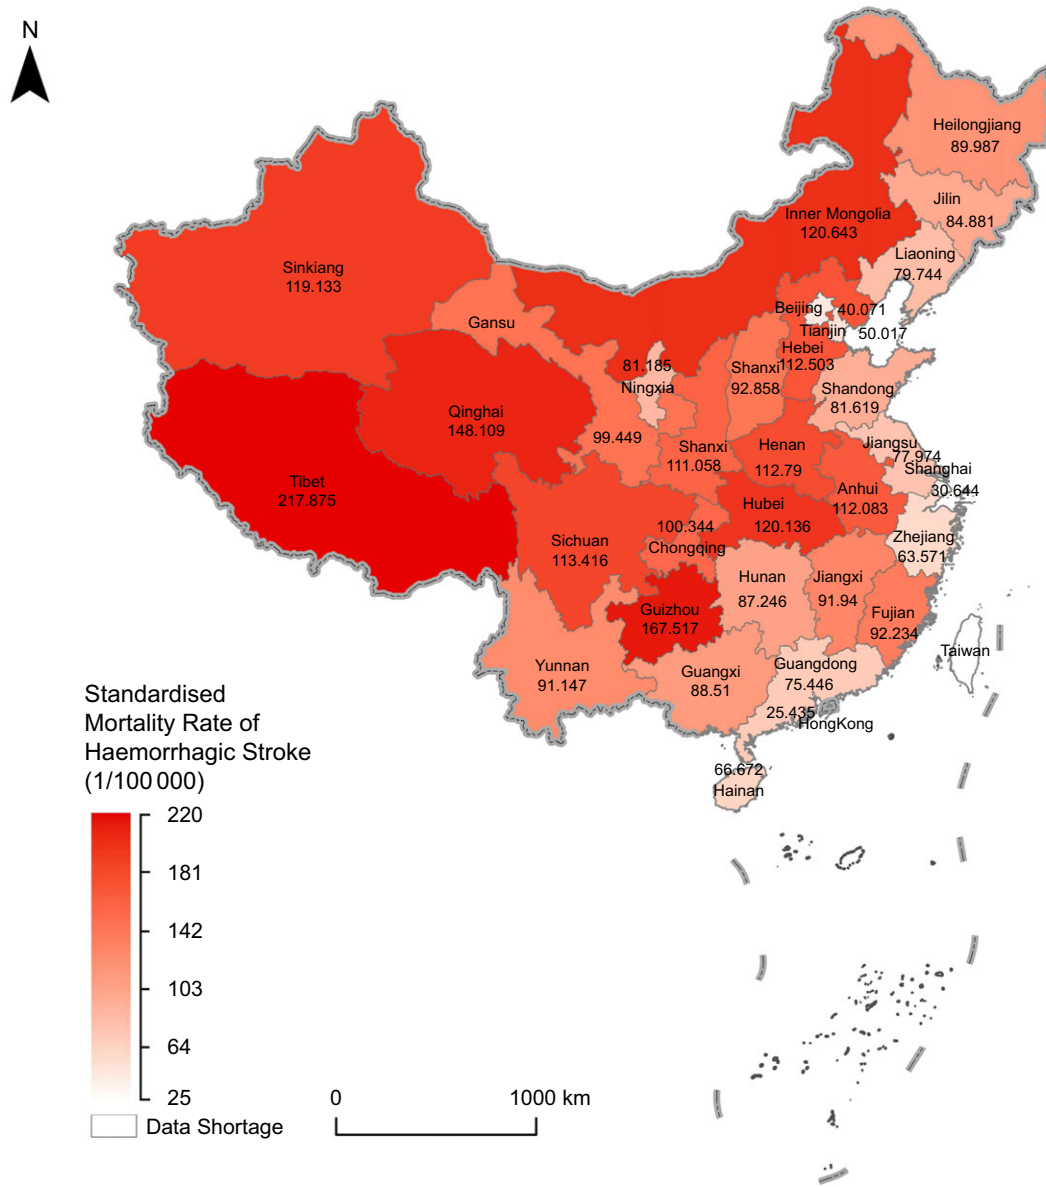 N
Heilongjiang
89.987
Jilin
84.881
Inner Mongolia
120.643
Liaoning
79.744
Sinkiang
119.133
Beijing
40.071
Gansu
Tianjin
50.017
Hebei
112.503
81.185
Ningxia
Shanxi
92.858
Shandong
81.619
Qinghai
148.109
99.449
Shanxi
111.058
Henan
112.79
Jiangsu
77.974
Shanghai
30.644
Tibet
217.875
Anhui
112.083
Hubei
120.136
100.344
Chongqing
Sichuan
113.416
Zhejiang
63.571
Hunan
87.246
Jiangxi
91.94
Guizhou
167.517
Fujian
92.234
Taiwan
Yunnan
91.147
Guangxi
88.51
Guangdong
75.446
25.435
HongKong
66.672
Hainan
Standardised
Mortality Rate of
Haemorrhagic Stroke
(1/100 000)
220
181
142
103
64
25
Data Shortage
0
1000 km